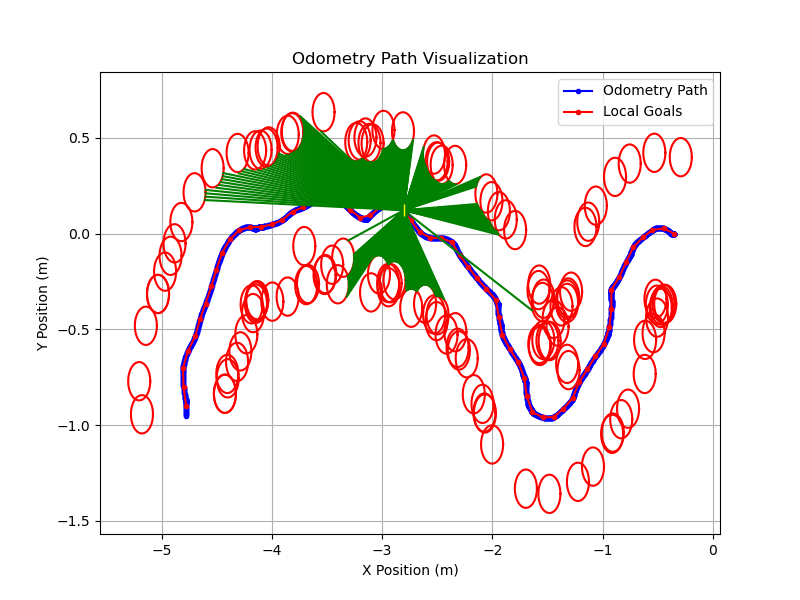 Odometry Path Visualization
Odometry Path
Local Goals
Y Position (m)
0.5
0.0
−0.5
−1.0
−1.5
−5
−4
−3
−2
−1
0
X Position (m)